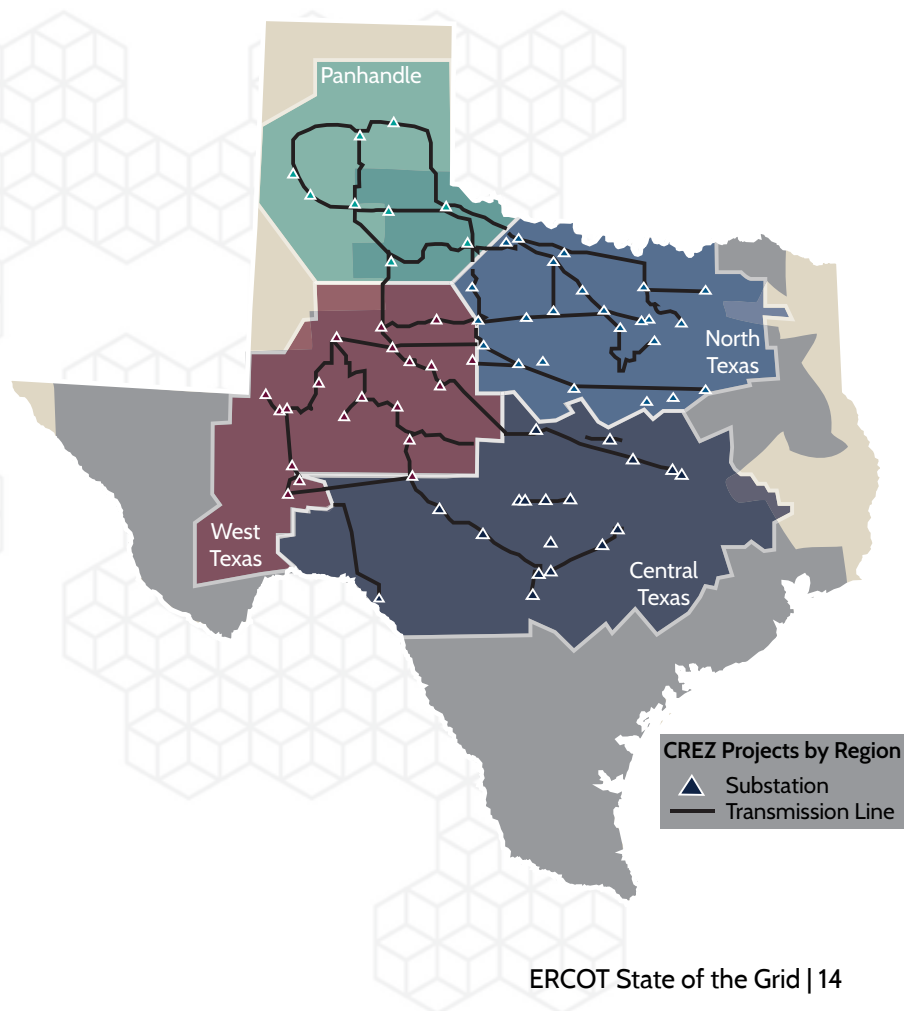 Panhandle
North
Texas
West
Texas
Central
Texas
CREZ Projects by Region
Substation
Transmission Line
ERCOT State of the Grid | 14